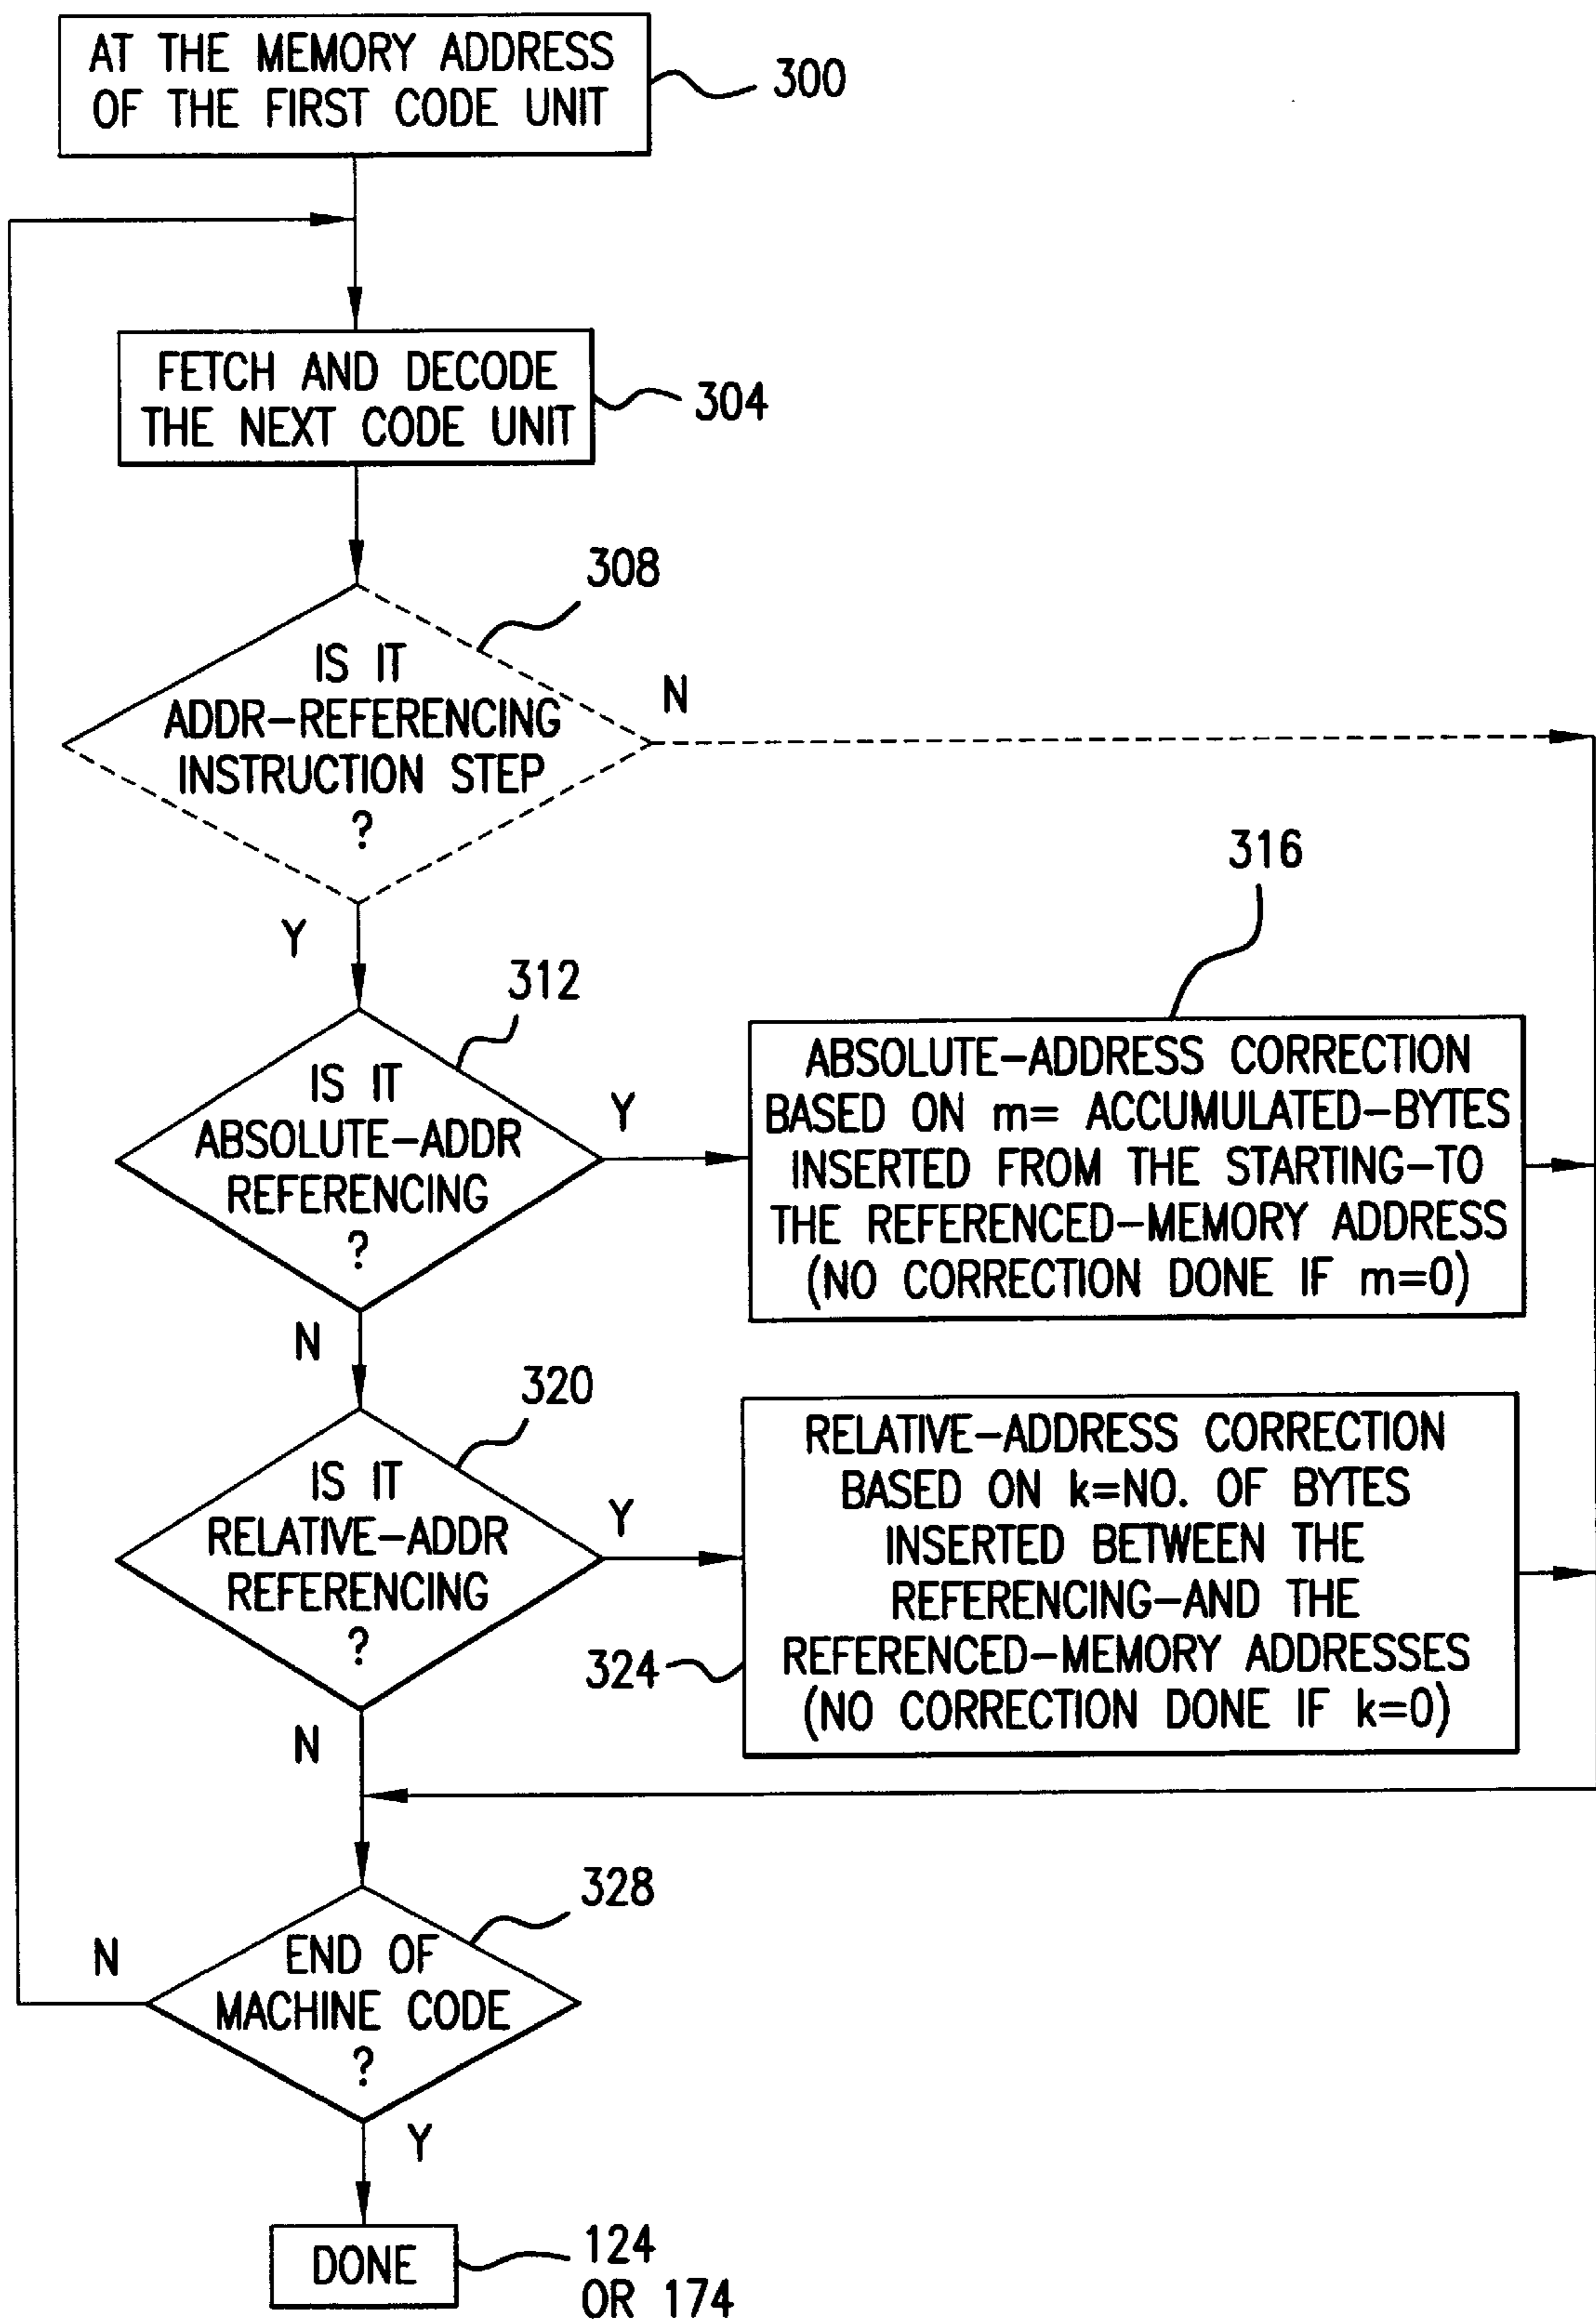 AT THE MEMORY ADDRESS
OF THE FIRST CODE UNIT
300
FETCH AND DECODE
THE NEXT CODE UNIT
304
308
IS IT
ADDR-REFERENCING
INSTRUCTION STEP
?
N
Y
312
IS IT
ABSOLUTE-ADDR
REFERENCING
?
Y
316
ABSOLUTE-ADDRESS CORRECTION
BASED ON m= ACCUMULATED-BYTES
INSERTED FROM THE STARTING-TO
THE REFERENCED-MEMORY ADDRESS
(NO CORRECTION DONE IF m=0)
N
320
IS IT
RELATIVE-ADDR
REFERENCING
?
Y
RELATIVE-ADDRESS CORRECTION
BASED ON k=NO. OF BYTES
INSERTED BETWEEN THE
REFERENCING-AND THE
REFERENCED-MEMORY ADDRESSES
(NO CORRECTION DONE IF k=0)
324
N
328
END OF
MACHINE CODE
?
N
Y
DONE
124
OR 174